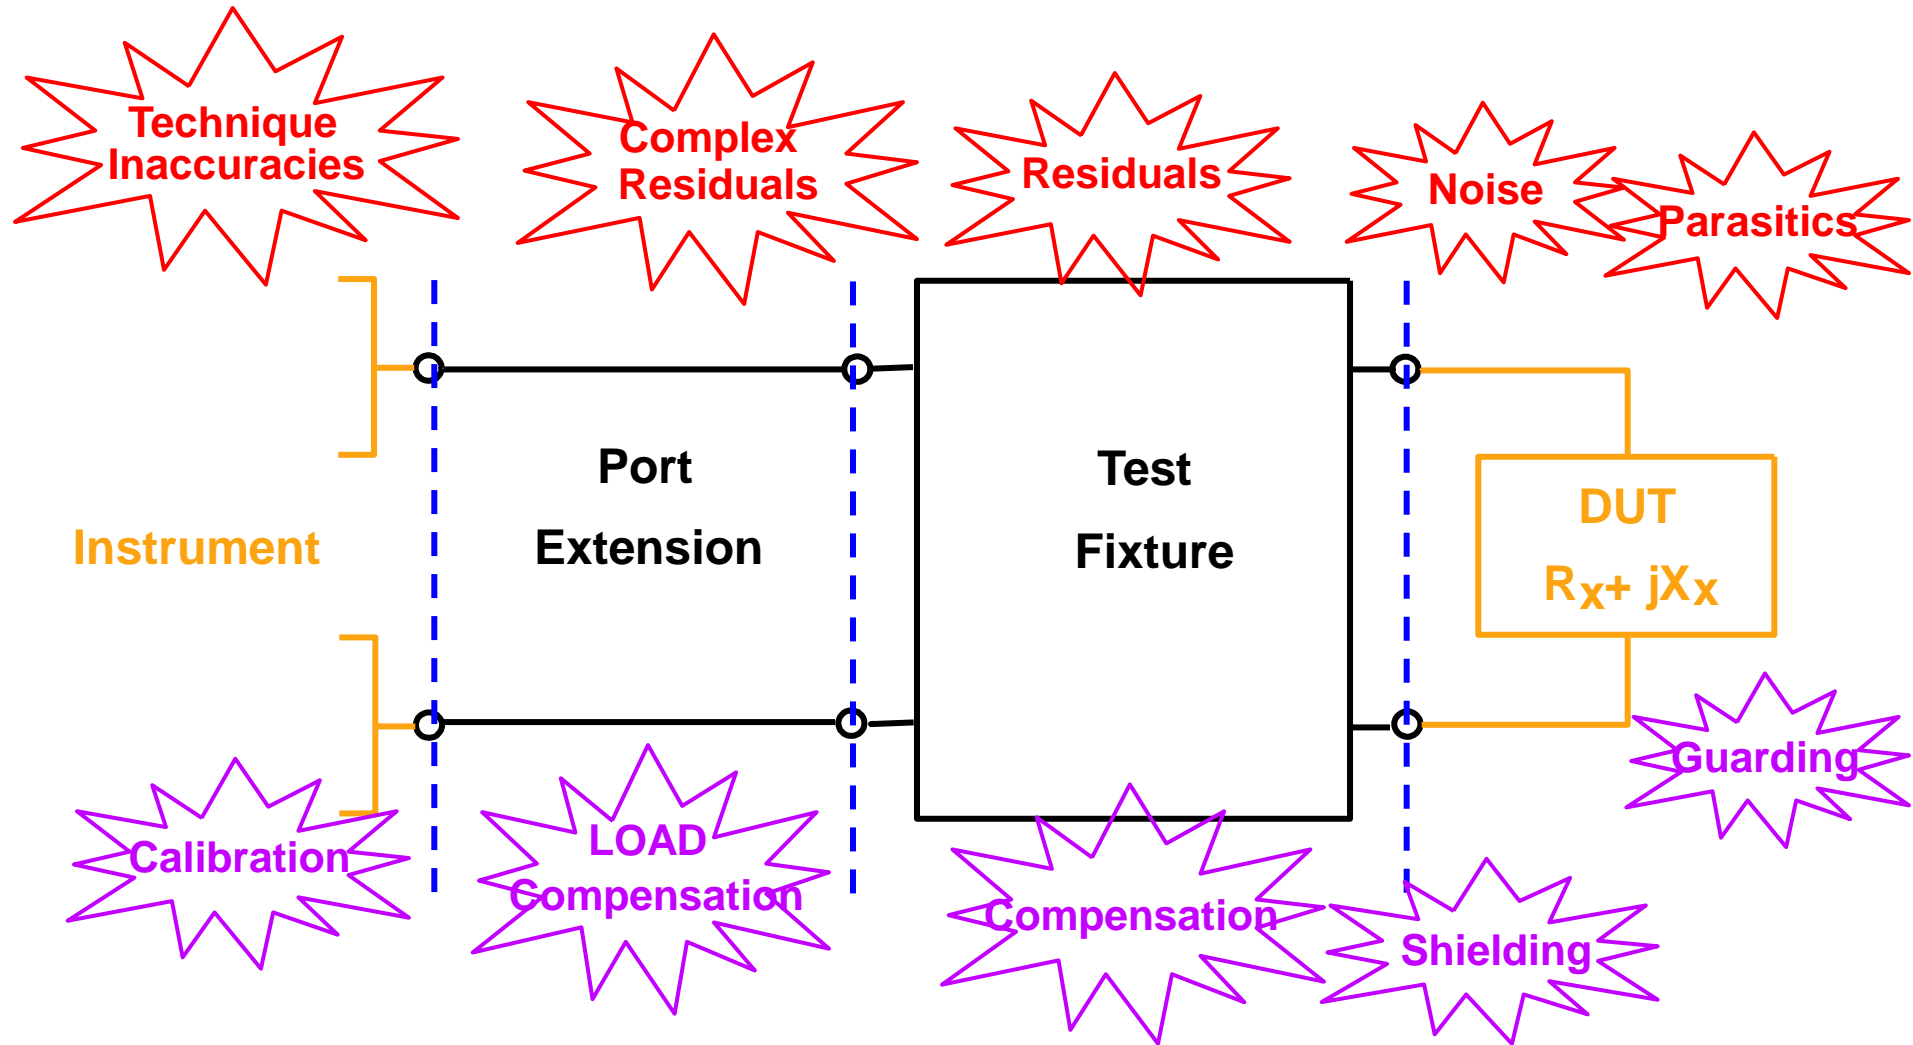 Technique
Inaccuracies
Complex
Residuals
Residuals
Noise
Parasitics
Instrument
Port
Extension
Test
Fixture
DUT
Rx+ jXx
Calibration
LOAD
Compensation
Compensation
Shielding
Guarding